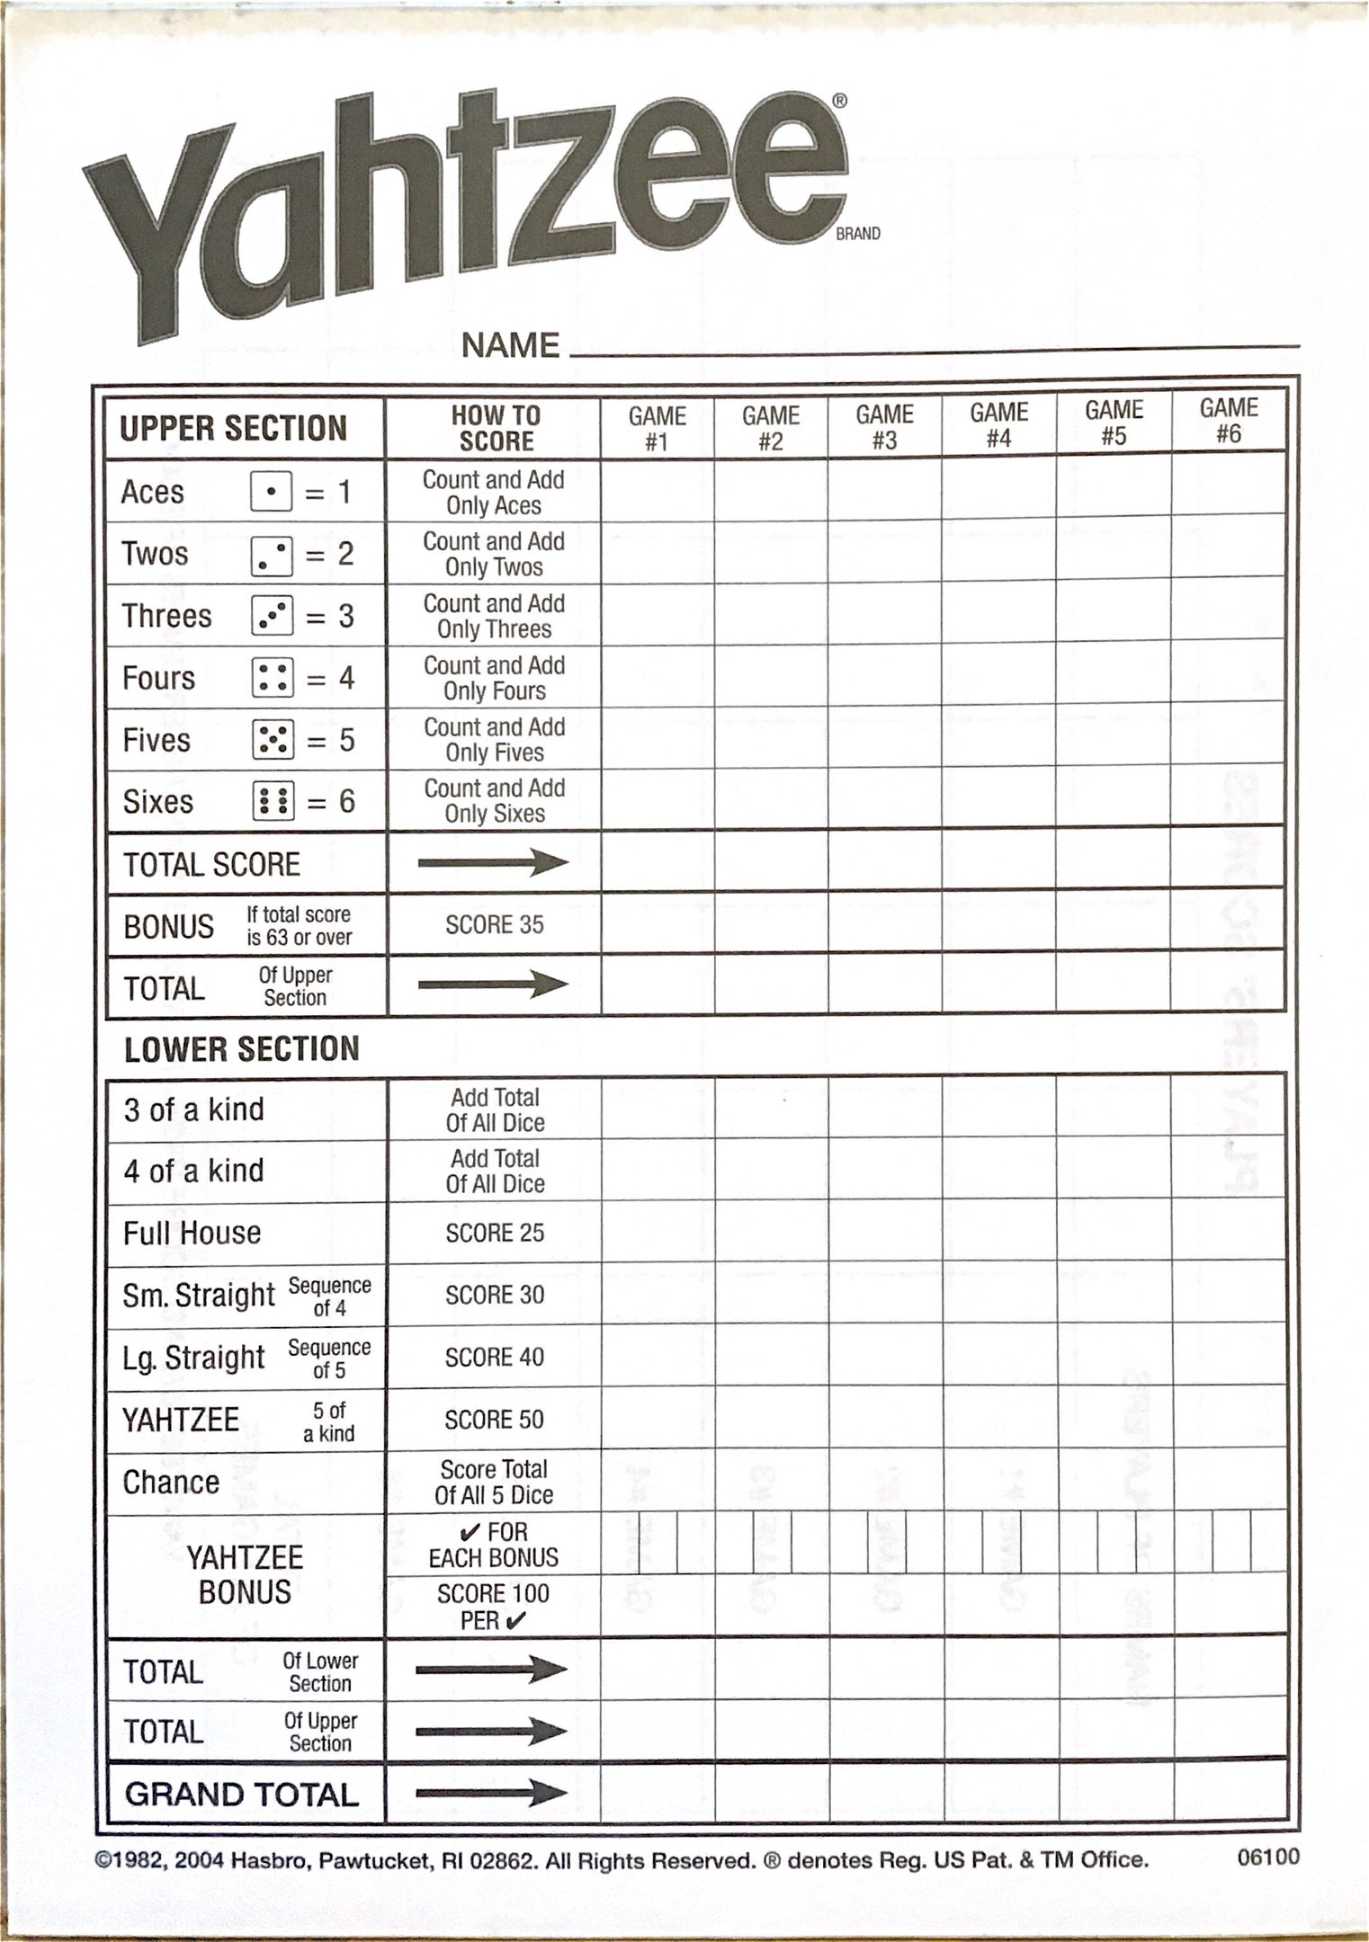 Yahtzee®
BRAND
NAME
UPPER SECTION
HOW TO SCORE
GAME #1
GAME #2
GAME #3
GAME #4
GAME #5
GAME #6
Aces = 1
Count and Add
Only Aces
Twos = 2
Count and Add
Only Twos
Threes = 3
Count and Add
Only Threes
Fours = 4
Count and Add
Only Fours
Fives = 5
Count and Add
Only Fives
Sixes = 6
Count and Add
Only Sixes
TOTAL SCORE
BONUS
If total score
is 63 or over
SCORE 35
TOTAL
Of Upper
Section
LOWER SECTION
3 of a kind
Add Total
Of All Dice
4 of a kind
Add Total
Of All Dice
Full House
SCORE 25
Sm. Straight
Sequence
of 4
SCORE 30
Lg. Straight
Sequence
of 5
SCORE 40
YAHTZEE
5 of
a kind
SCORE 50
Chance
Score Total
Of All 5 Dice
YAHTZEE
BONUS
✔ FOR
EACH BONUS
SCORE 100
PER ✔
TOTAL
Of Lower
Section
TOTAL
Of Upper
Section
GRAND TOTAL
©1982, 2004 Hasbro, Pawtucket, RI 02862. All Rights Reserved. ® denotes Reg. US Pat. & TM Office.
06100